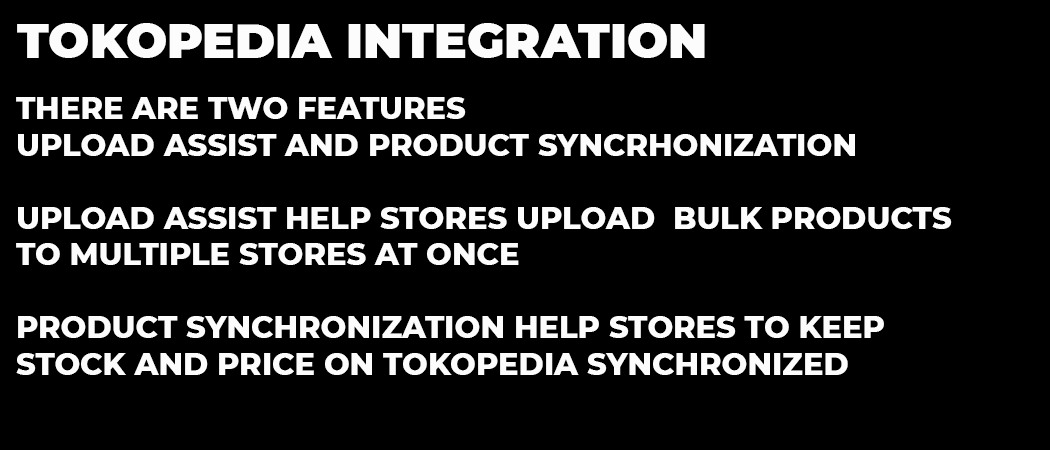 TOKOPEDIA INTEGRATION
THERE ARE TWO FEATURES
UPLOAD ASSIST AND PRODUCT SYNCRHONIZATION
UPLOAD ASSIST HELP STORES UPLOAD  BULK PRODUCTS
TO MULTIPLE STORES AT ONCE
PRODUCT SYNCHRONIZATION HELP STORES TO KEEP
STOCK AND PRICE ON TOKOPEDIA SYNCHRONIZED